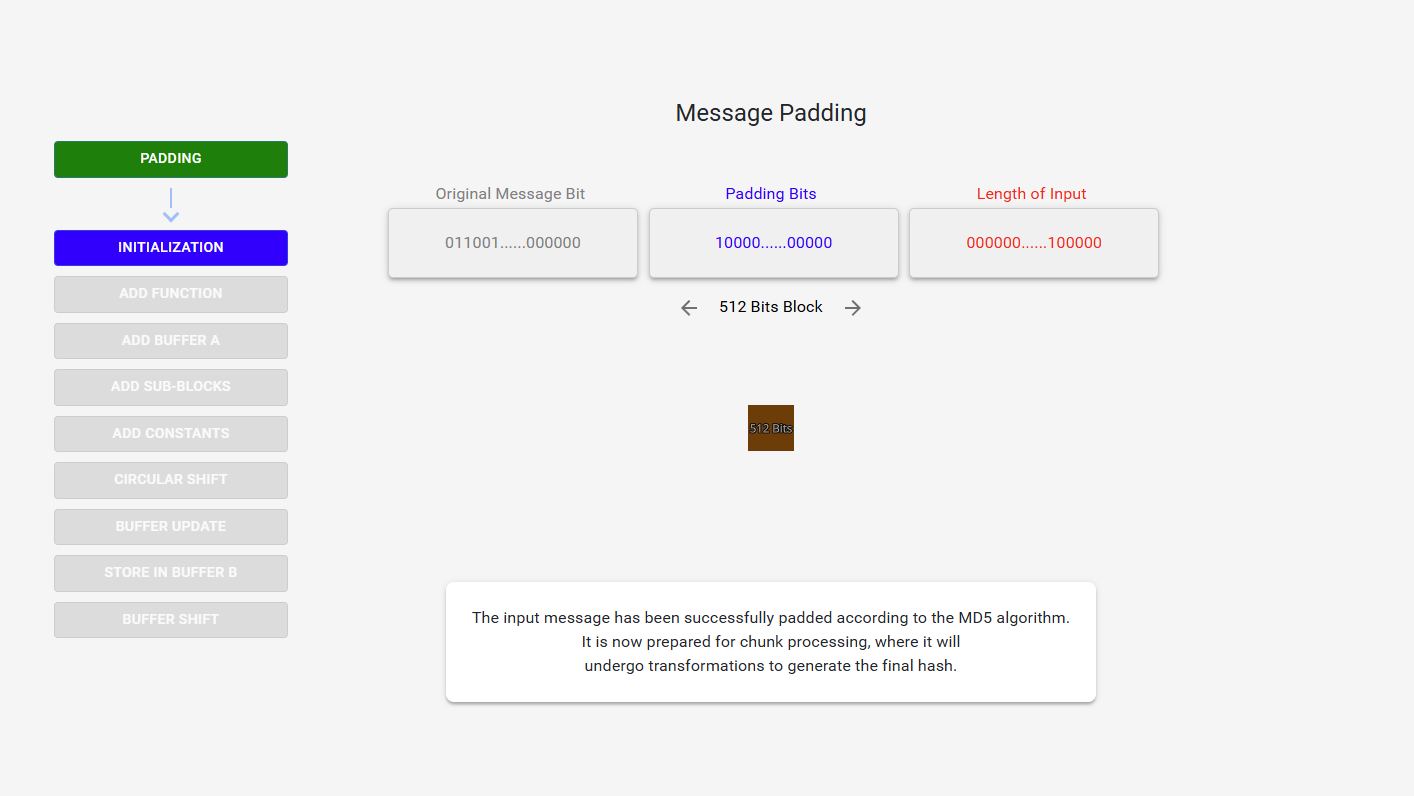 Message Padding
PADDING
INITIALIZATION
ADD FUNCTION
ADD BUFFER A
ADD SUB-BLOCKS
ADD CONSTANTS
CIRCULAR SHIFT
BUFFER UPDATE
STORE IN BUFFER B
BUFFER SHIFT
Original Message Bit
011001......000000
Padding Bits
10000......00000
Length of Input
000000......100000
512 Bits Block
512 Bits
The input message has been successfully padded according to the MD5 algorithm.
It is now prepared for chunk processing, where it will
undergo transformations to generate the final hash.